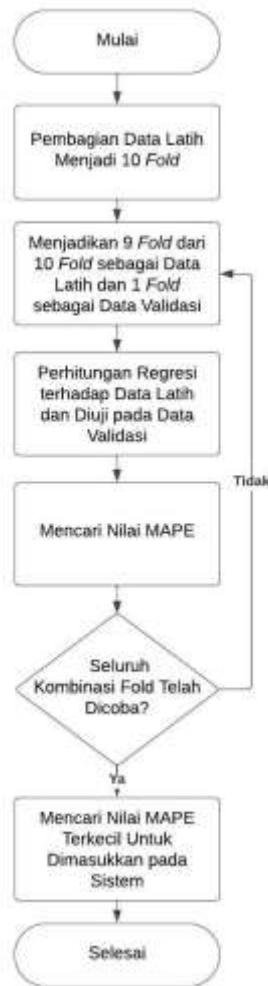 Mulai
Pembagian Data Latih
Menjadi 10 Fold
Menjadikan 9 Fold dari
10 Fold sebagai Data
Latih dan 1 Fold
sebagai Data Validasi
Perhitungan Regresi
terhadap Data Latih
dan Diuji pada Data
Validasi
Tidak
Mencari Nilai MAPE
Seluruh
Kombinasi Fold Telah
Dicoba?
Ya
Mencari Nilai MAPE
Terkecil Untuk
Dimasukkan pada
Sistem
Selesai